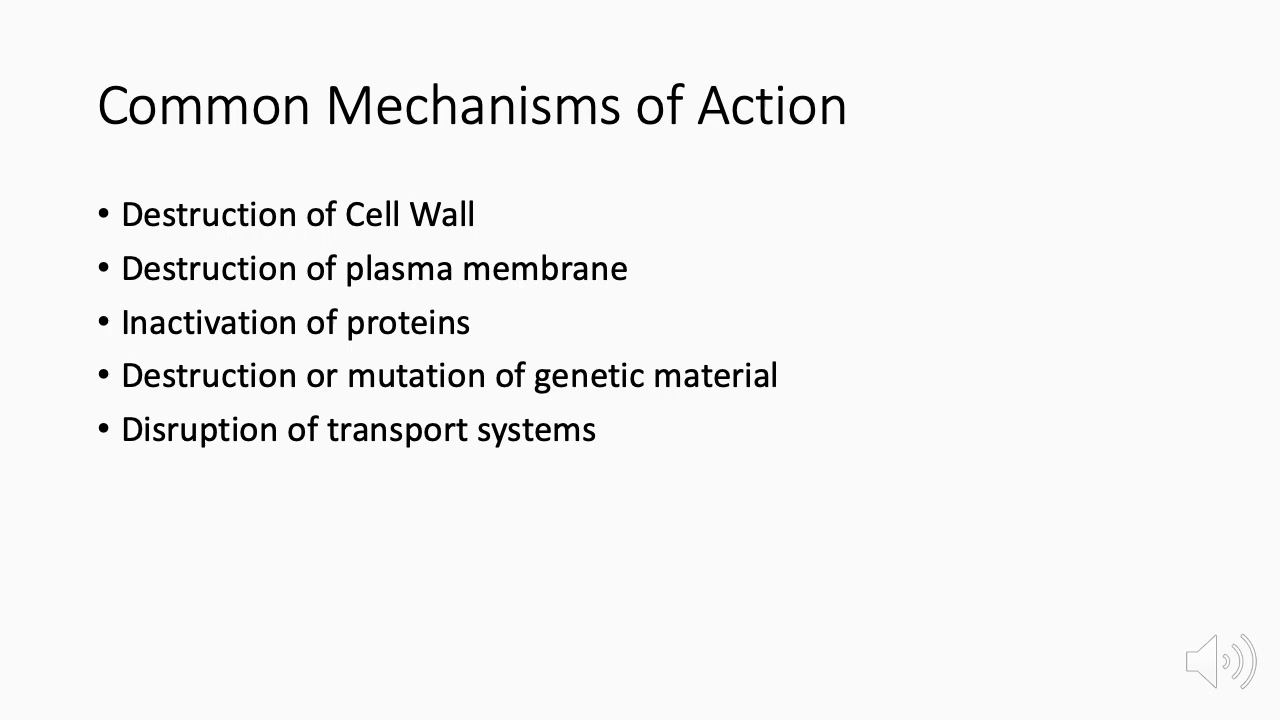 Common Mechanisms of Action
• Destruction of Cell Wall
• Destruction of plasma membrane
• Inactivation of proteins
• Destruction or mutation of genetic material
• Disruption of transport systems